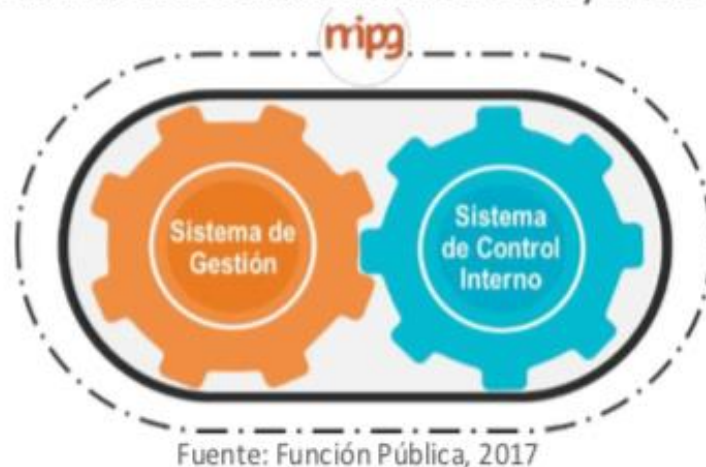 mipg
Sistema de
Gestión
Sistema
de Control
Interno
Fuente: Función Pública, 2017